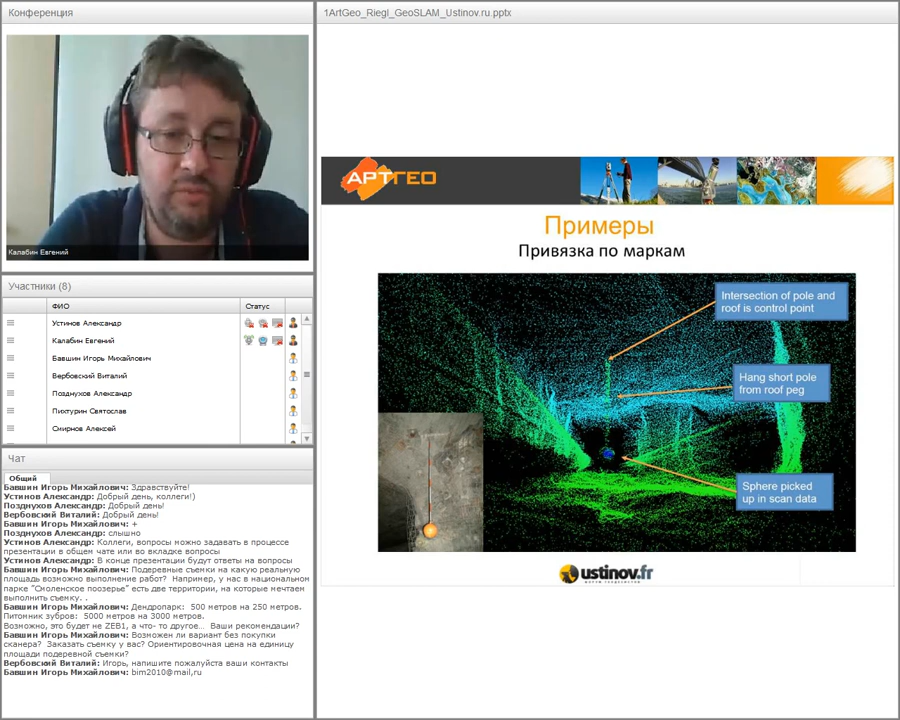 Конференция
Калабин Евгений
Участники (8)
ФИО
Статус
Устинов Александр
Калабин Евгений
Бавшин Игорь Михайлович
Вербовский Виталий
Позднухов Александр
Пихтурин Святослав
Смирнов Алексей
Чат
Общий
Бавшин Игорь Михайлович: Здравствуйте!
Устинов Александр: Добрый день, коллеги!)
Позднухов Александр: Добрый день!
Вербовский Виталий: Добрый день!
Бавшин Игорь Михайлович: +
Позднухов Александр: слышно
Устинов Александр: Коллеги, вопросы можно задавать в процессе
презентации в общем чате или во вкладке вопросы
Устинов Александр: В конце презентации будут ответы на вопросы
Бавшин Игорь Михайлович: Подеревные съемки на какую реальную
площадь возможно выполнение работ? Например, у нас в национальном
парке "Смоленское поозерье" есть две территории, на которые мечтаем
выполнить съемку. .
Бавшин Игорь Михайлович: Дендропарк: 500 метров на 250 метров.
Питомник зубров: 5000 метров на 3000 метров.
Возможно, это будет не ZEB1, а что- то другое... Ваши рекомендации?
Бавшин Игорь Михайлович: Возможен ли вариант без покупки
сканера? Заказать съемку у вас? Ориентировочная цена на единицу
площади подеревной съемки?
Вербовский Виталий: Игорь, напишите пожалуйста ваши контакты
Бавшин Игорь Михайлович: bim2010@mail,ru
1ArtGeo_Riegl_GeoSLAM_Ustinov.ru.pptx
АРТГЕО
Примеры
Привязка по маркам
Intersection of pole and
roof is control point
Hang short pole
from roof peg
Sphere picked
up in scan data
ustinov.fr